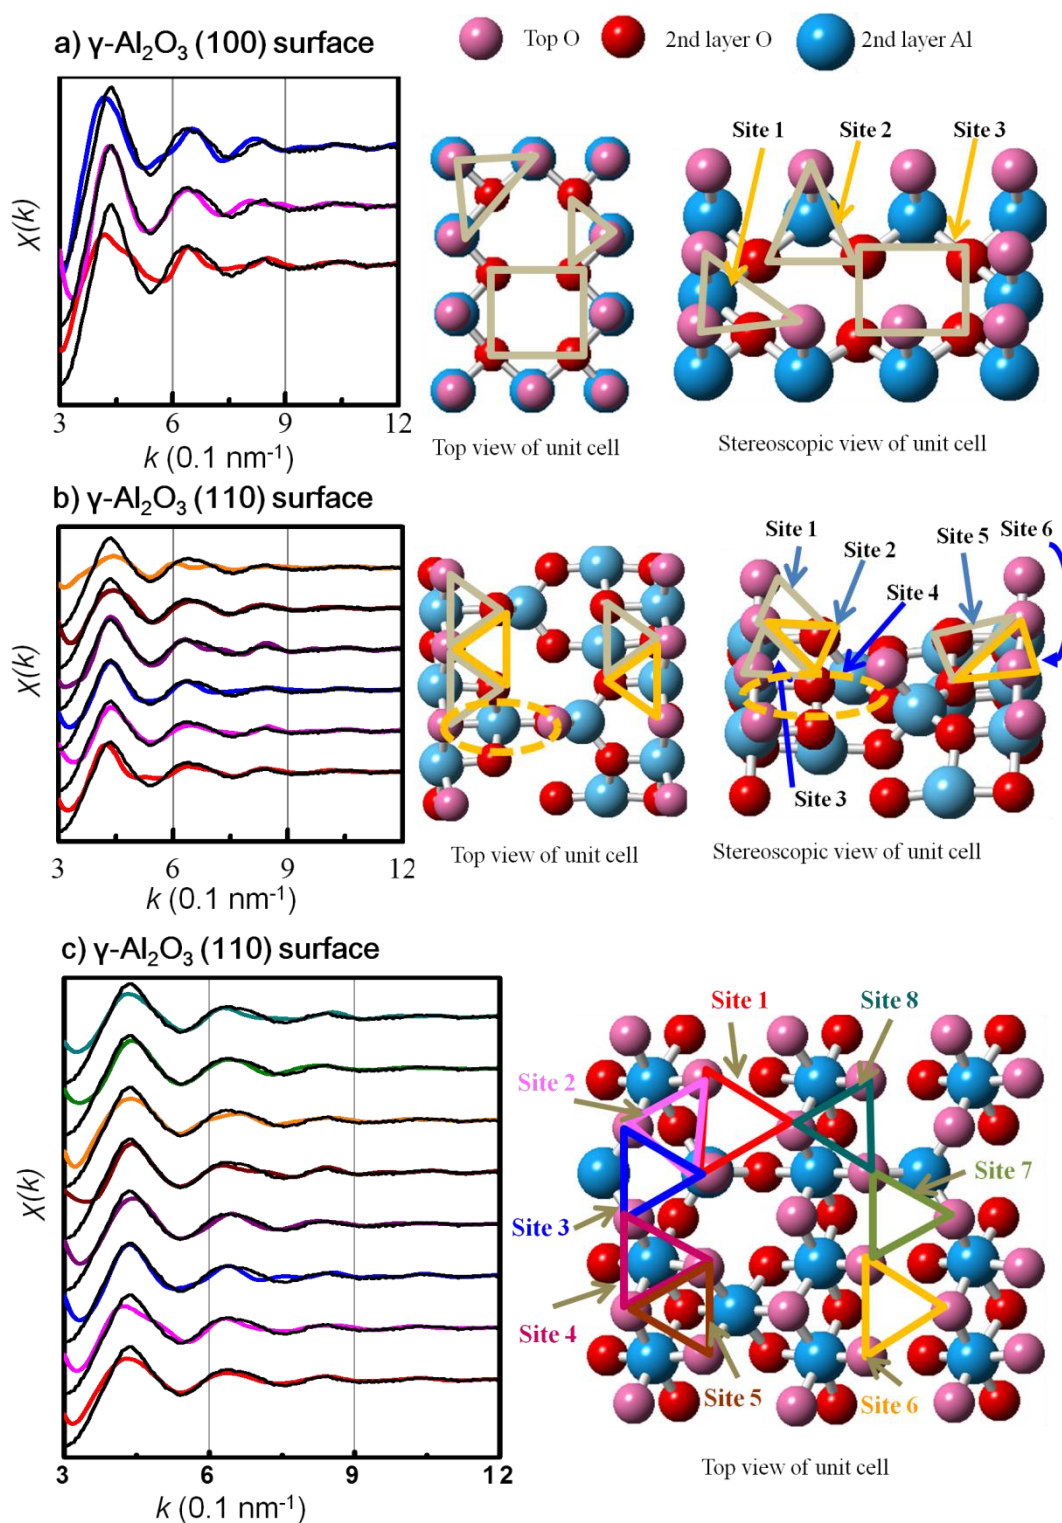 a) γ-Al₂O₃ (100) surface
Top O
2nd layer O
2nd layer Al
χ(k)
3 6 9 12
k (0.1 nm⁻¹)
Top view of unit cell
Site 1
Site 2
Site 3
Stereoscopic view of unit cell
b) γ-Al₂O₃ (110) surface
χ(k)
3 6 9 12
k (0.1 nm⁻¹)
Top view of unit cell
Site 1
Site 2
Site 4
Site 5
Site 6
Site 3
Stereoscopic view of unit cell
c) γ-Al₂O₃ (110) surface
χ(k)
3 6 9 12
k (0.1 nm⁻¹)
Site 1
Site 8
Site 2
Site 7
Site 3
Site 4
Site 5
Site 6
Top view of unit cell